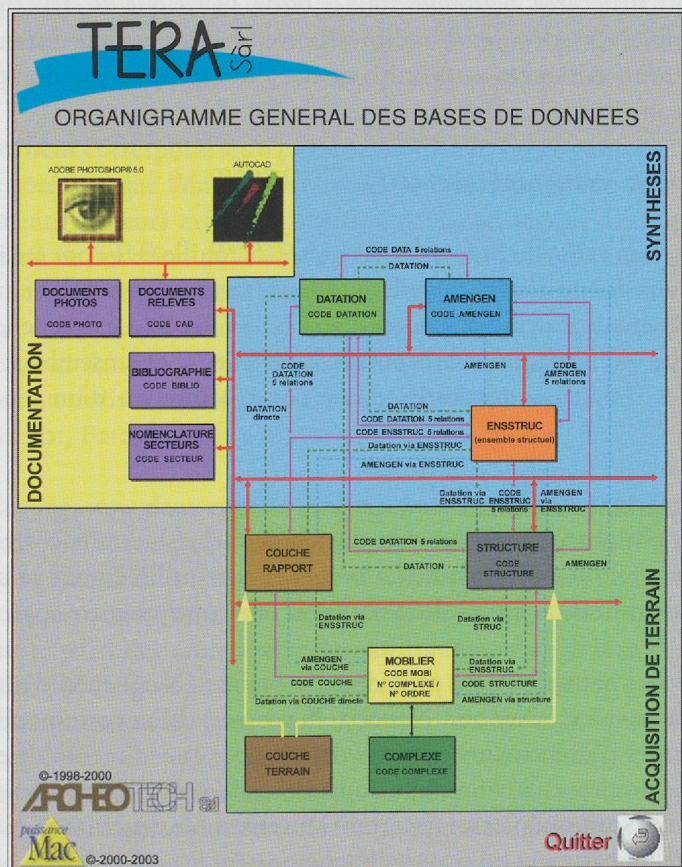 TERA Sàrl
ORGANIGRAMME GENERAL DES BASES DE DONNEES
ADOBE PHOTOSHOP® 5.0
AUTOCAD
DOCUMENTS
PHOTOS
CODE PHOTO
DOCUMENTS
RELEVES
CODE CAD
BIBLIOGRAPHIE
CODE BIBLIO
NOMENCLATURE
SECTEURS
CODE SECTEUR
DOCUMENTATION
SYNTHESES
CODE DATA 5 relations
DATATION
DATATION
CODE DATATION
AMENGEN
CODE AMENGEN
CODE
DATATION
5 relations
AMENGEN
CODE
AMENGEN
5 relations
DATATION
directe
DATATION
CODE DATATION 5 relations
CODE ENSSTRUC 5 relations
ENSSTRUC
(ensemble structuel)
Datation via ENSSTRUC
AMENGEN via ENSSTRUC
Datation via
ENSSTRUC
CODE
ENSSTRUC
5 relations
AMENGEN
via
ENSSTRUC
COUCHE
RAPPORT
CODE DATATION 5 relations
DATATION
STRUCTURE
CODE
STRUCTURE
AMENGEN
Datation via
ENSSTRUC
Datation via
STRUC
AMENGEN
via COUCHE
CODE COUCHE
Datation via COUCHE directe
MOBILIER
CODE MOBI
N° COMPLEXE /
N° ORDRE
Datation via
ENSSTRUC
CODE STRUCTURE
AMENGEN via structure
COUCHE
TERRAIN
COMPLEXE
CODE COMPLEXE
ACQUISITION DE TERRAIN
©-1998-2000
ARCHEOTECH SA
puissance
Mac
©-2000-2003
Quitter